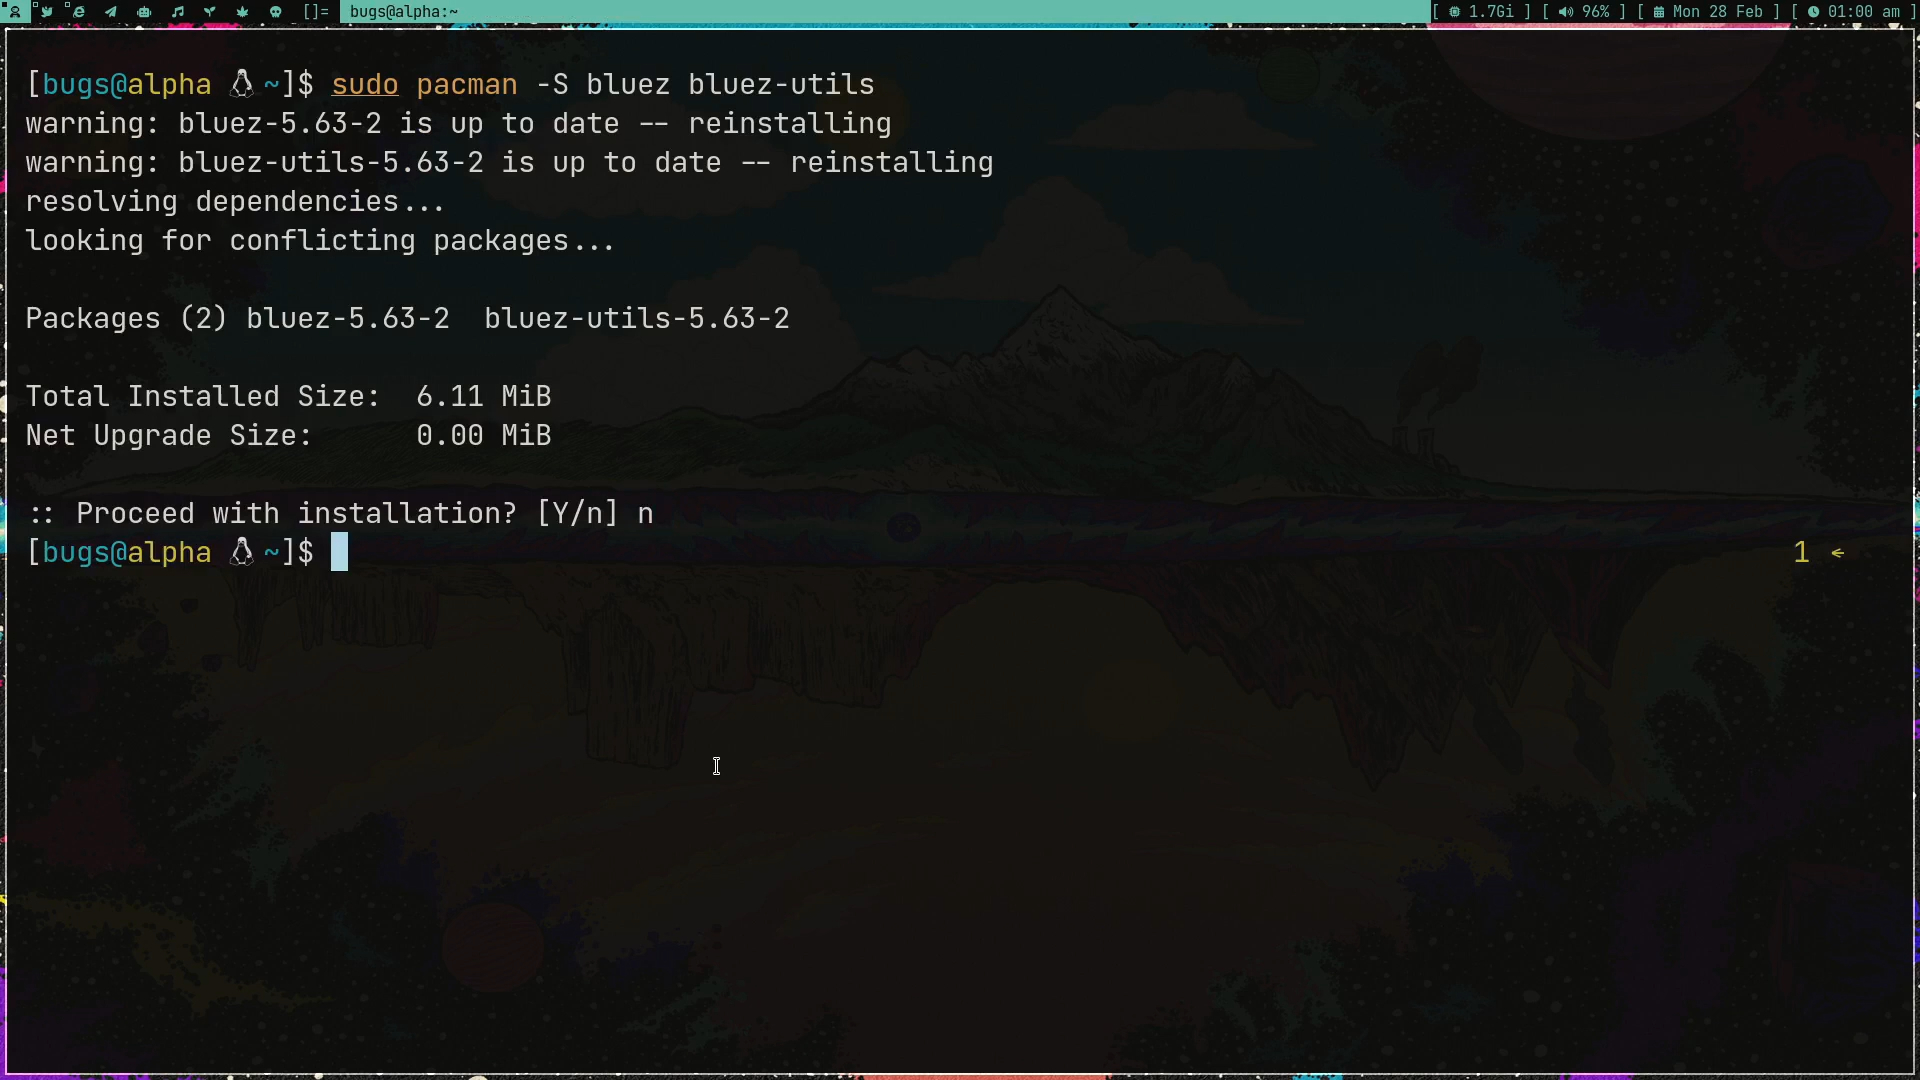 []= bugs@alpha:~ [ 1.7Gi ] [ 96% ] [ Mon 28 Feb ] [ 01:00 am ]
[bugs@alpha ~]$ sudo pacman -S bluez bluez-utils
warning: bluez-5.63-2 is up to date -- reinstalling
warning: bluez-utils-5.63-2 is up to date -- reinstalling
resolving dependencies...
looking for conflicting packages...
Packages (2) bluez-5.63-2  bluez-utils-5.63-2
Total Installed Size:  6.11 MiB
Net Upgrade Size:      0.00 MiB
:: Proceed with installation? [Y/n] n
[bugs@alpha ~]$ 1 ←